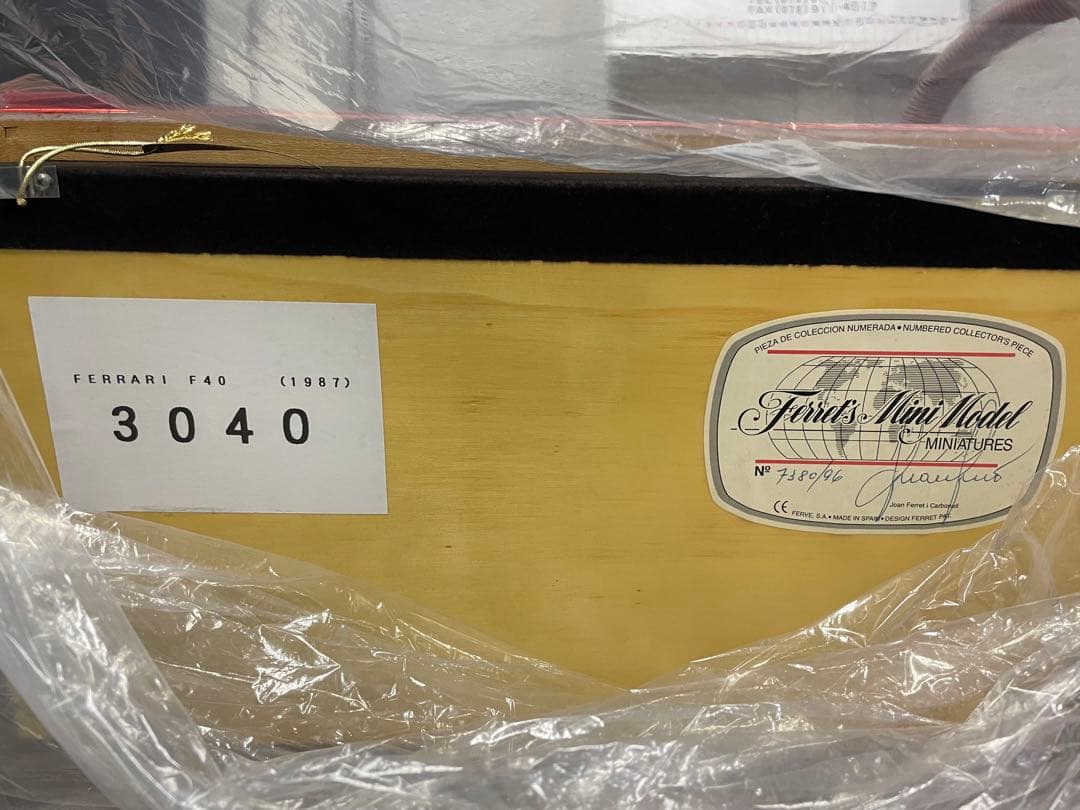 FERRARI F40 (1987)
3040
PIEZA DE COLECCION NUMERADA • NUMBERED COLLECTOR'S PIECE
Ferret's Mini Model
MINIATURES
Nº 7380/96
Joan Ferret i Carbonell
CE FERVE, S.A. • MADE IN SPAIN • DESIGN FERRET PAT.